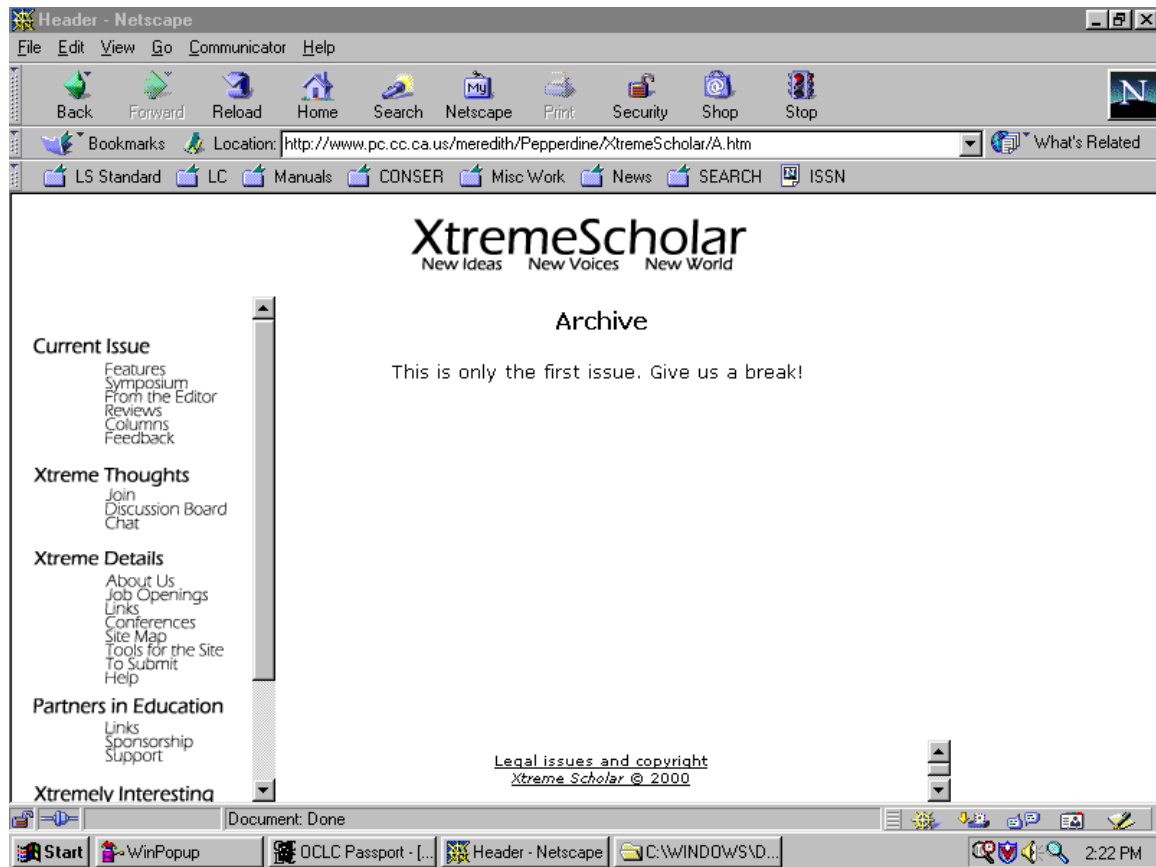 Header - Netscape
File Edit View Go Communicator Help
Back Forward Reload Home Search My Netscape Print Security Shop Stop N
Bookmarks Location: http://www.pc.cc.ca.us/meredith/Pepperdine/XtremeScholar/A.htm What's Related
LS Standard LC Manuals CONSER Misc Work News SEARCH ISSN
XtremeScholar
New Ideas New Voices New World
Archive
This is only the first issue. Give us a break!
Current Issue
Features
Symposium
From the Editor
Reviews
Columns
Feedback
Xtreme Thoughts
Join
Discussion Board
Chat
Xtreme Details
About Us
Job Openings
Links
Conferences
Site Map
Tools for the Site
To Submit
Help
Partners in Education
Links
Sponsorship
Support
Xtremely Interesting
Legal issues and copyright
Xtreme Scholar © 2000
Document: Done
Start WinPopup OCLC Passport - [... Header - Netscape C:\WINDOWS\D... 2:22 PM